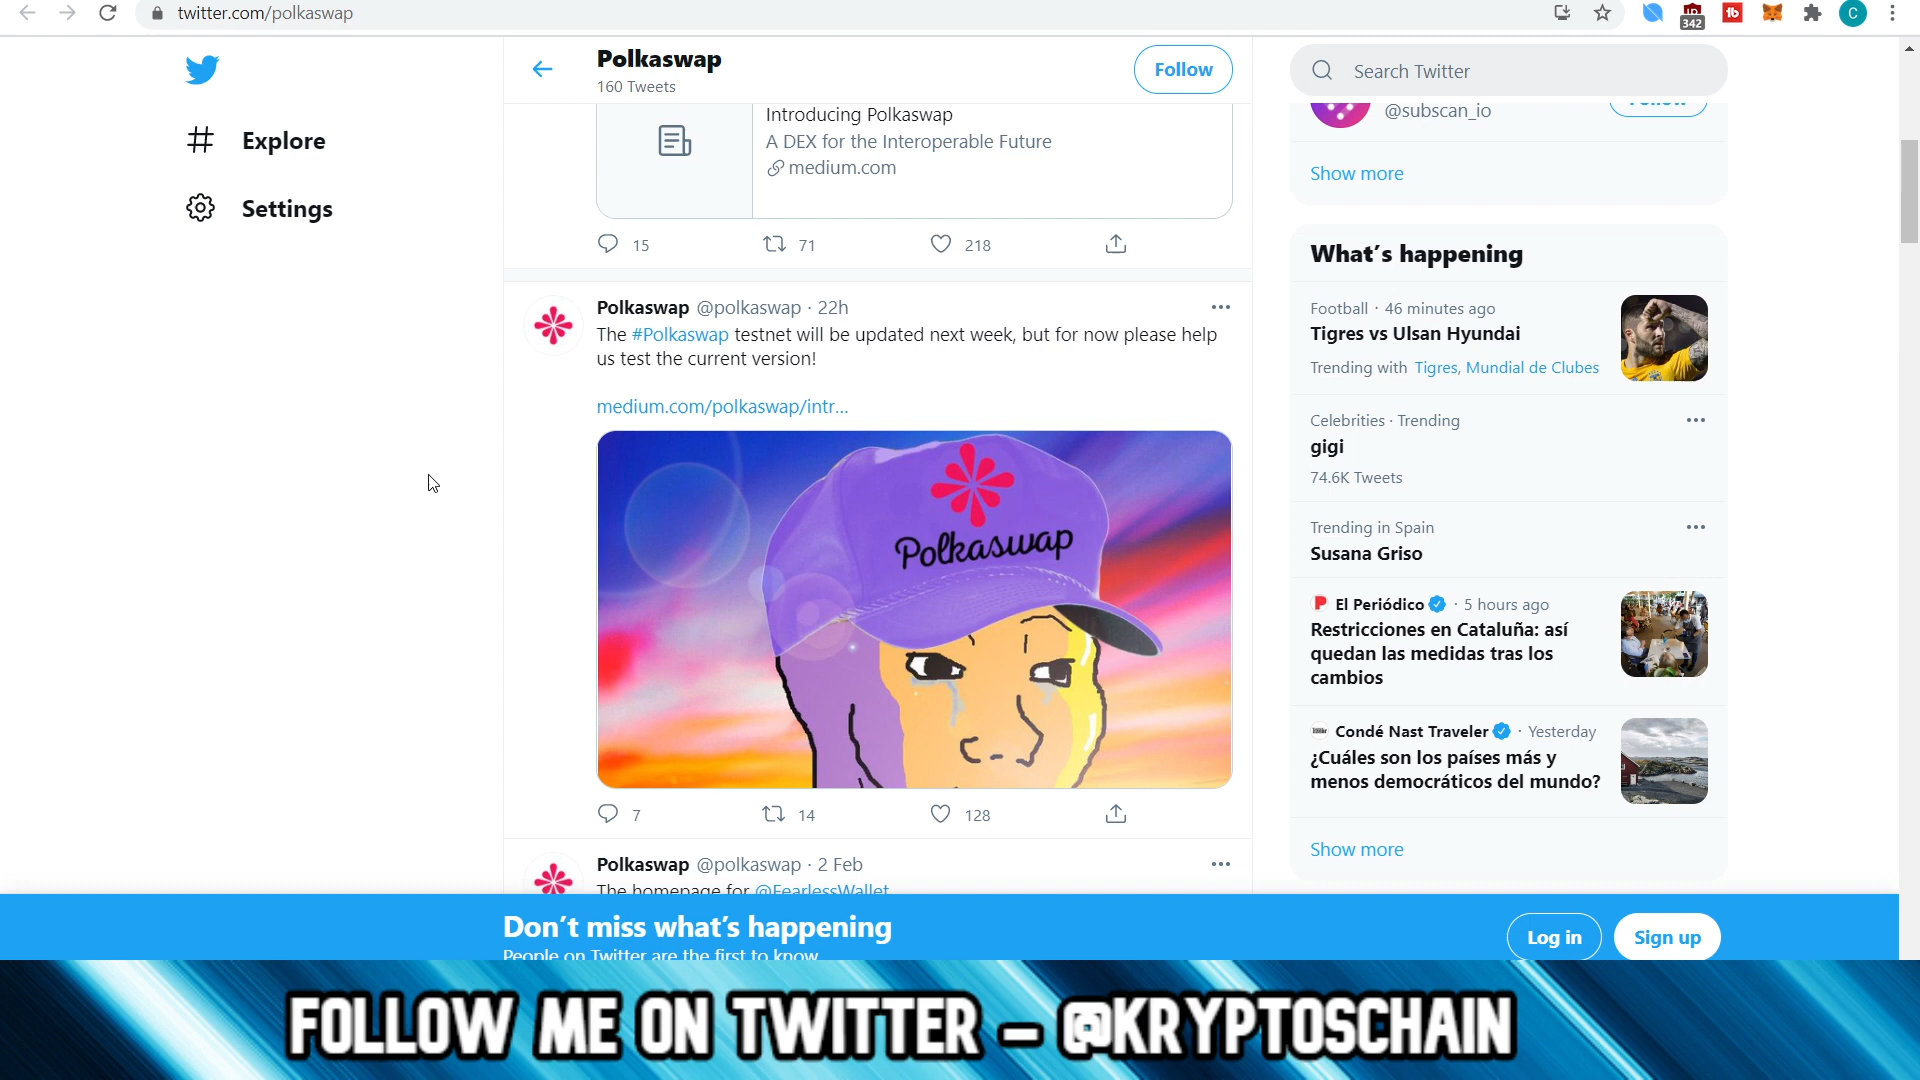 twitter.com/polkaswap
342
C
Polkaswap
160 Tweets
Follow
Search Twitter
Explore
Settings
Introducing Polkaswap
A DEX for the Interoperable Future
medium.com
15
71
218
Polkaswap @polkaswap · 22h
The #Polkaswap testnet will be updated next week, but for now please help
us test the current version!
medium.com/polkaswap/intr...
Polkaswap
7
14
128
Polkaswap @polkaswap · 2 Feb
The homepage for @FearlessWallet
@subscan_io
Follow
Show more
What's happening
Football · 46 minutes ago
Tigres vs Ulsan Hyundai
Trending with Tigres, Mundial de Clubes
Celebrities · Trending
gigi
74.6K Tweets
Trending in Spain
Susana Griso
El Periódico · 5 hours ago
Restricciones en Cataluña: así
quedan las medidas tras los
cambios
Condé Nast Traveler · Yesterday
¿Cuáles son los países más y
menos democráticos del mundo?
Show more
Don't miss what's happening
People on Twitter are the first to know.
Log in
Sign up
FOLLOW ME ON TWITTER – @KRYPTOSCHAIN